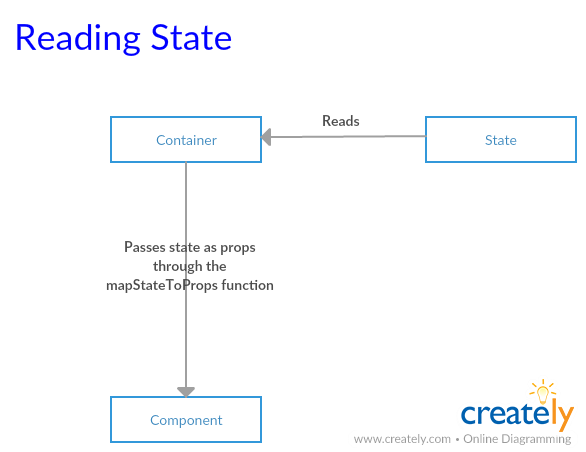 Reading State
Reads
Container
State
Passes state as props
through the
mapStateToProps function
Component
creately
www.creately.com • Online Diagramming